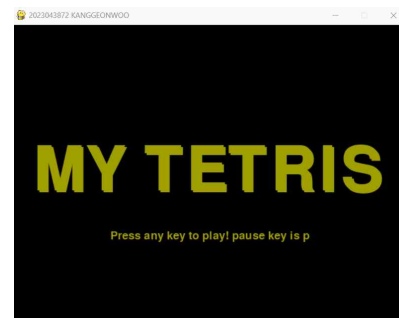 2023043872 KANGGEONWOO
MY TETRIS
Press any key to play! pause key is p